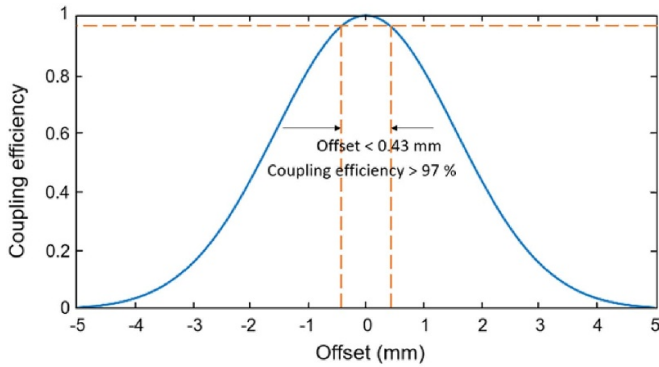 1
0.8
0.6
0.4
0.2
0
Coupling efficiency
Offset < 0.43 mm
Coupling efficiency > 97 %
-5 -4 -3 -2 -1 0 1 2 3 4 5
Offset (mm)